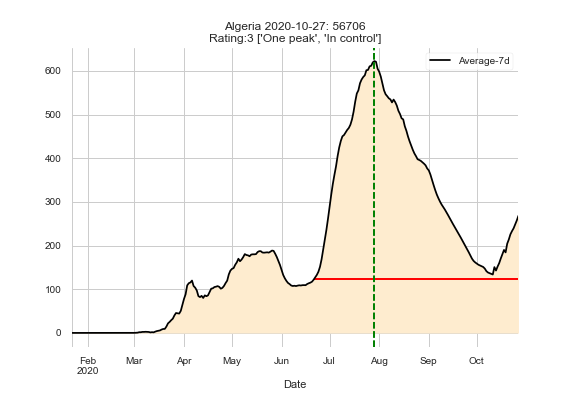 Algeria 2020-10-27: 56706
Rating:3 ['One peak', 'In control']
Average-7d
600
500
400
300
200
100
0
Feb Mar Apr May Jun Jul Aug Sep Oct
2020
Date